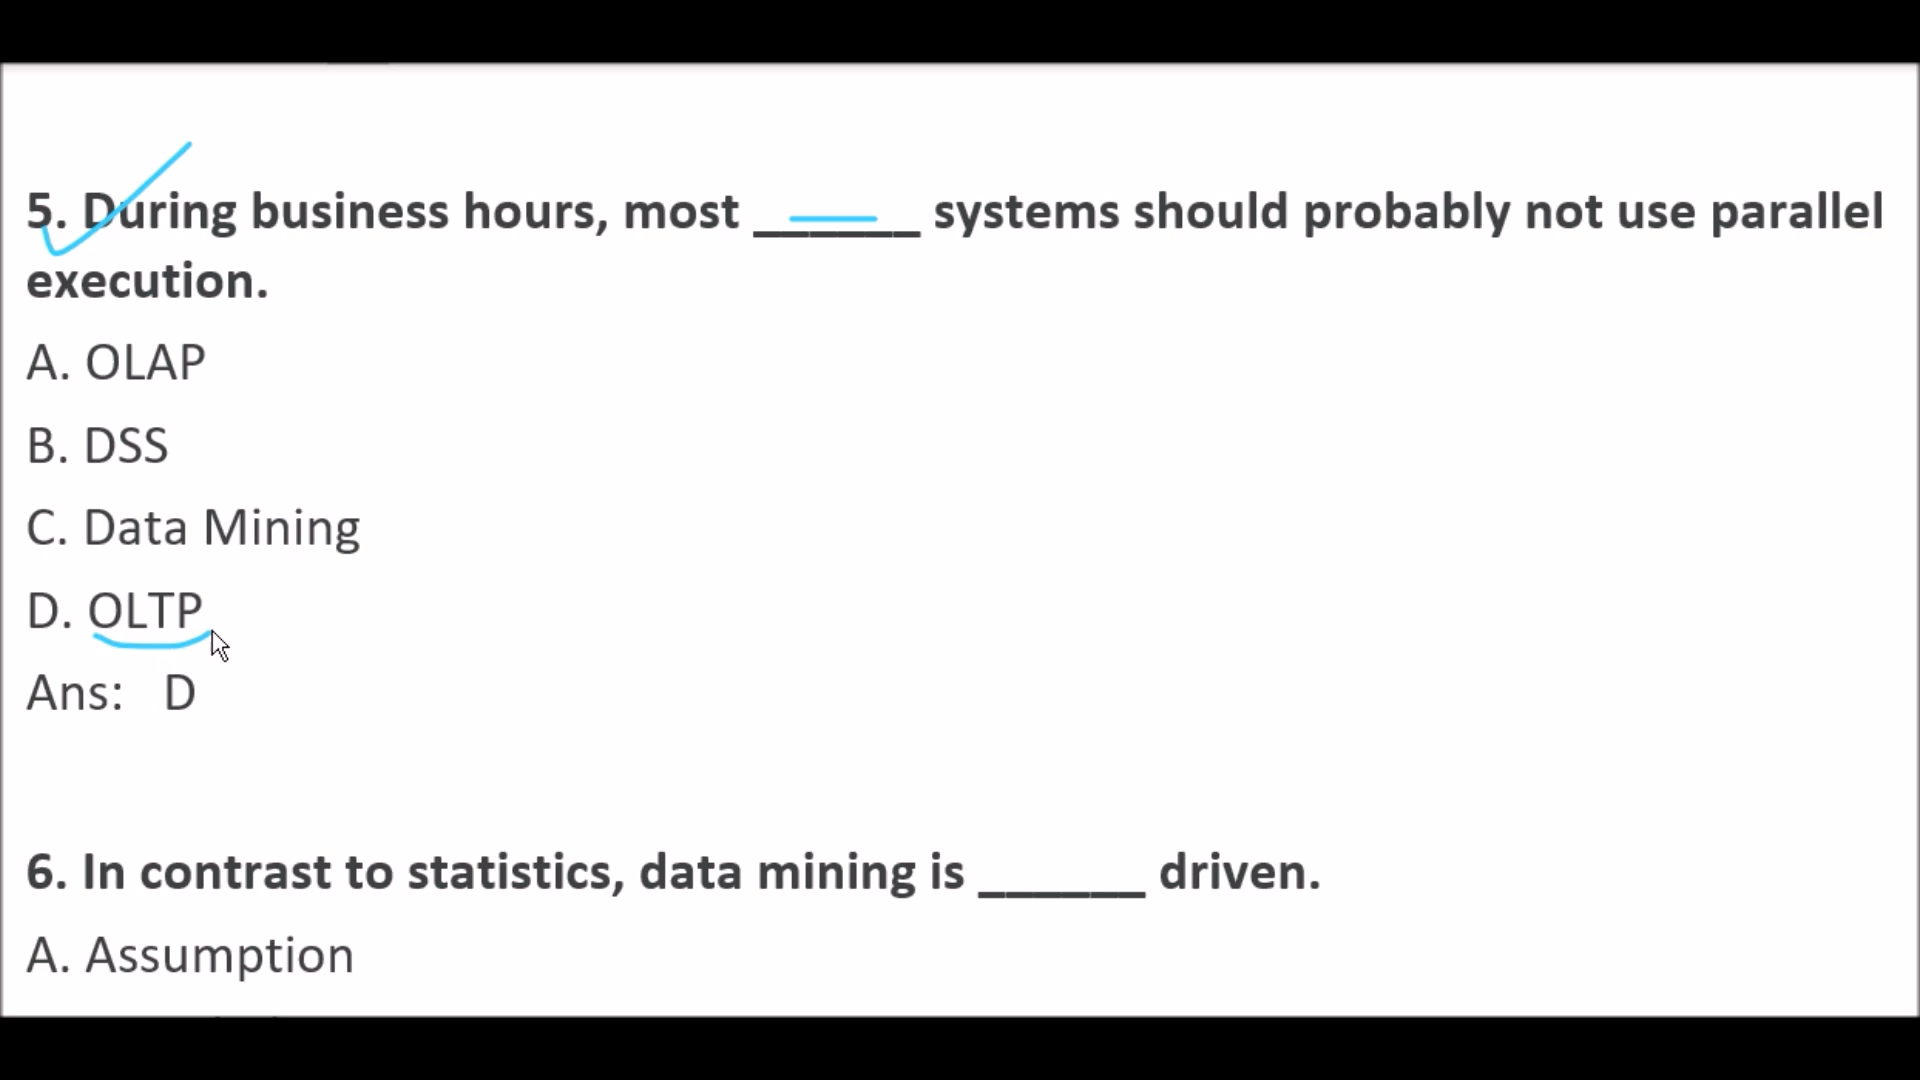 5. During business hours, most ______ systems should probably not use parallel
execution.
A. OLAP
B. DSS
C. Data Mining
D. OLTP
Ans: D
6. In contrast to statistics, data mining is ______ driven.
A. Assumption